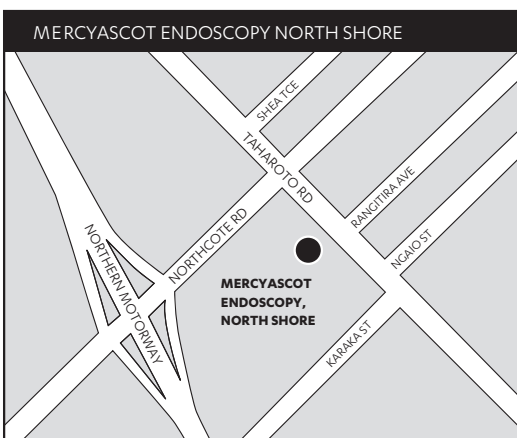 MERCYASCOT ENDOSCOPY NORTH SHORE
SHEA TCE
TAHAROTO RD
RANGITIRA AVE
NORTHCOTE RD
NGAIO ST
NORTHERN MOTORWAY
MERCYASCOT
ENDOSCOPY,
NORTH SHORE
KARAKA ST